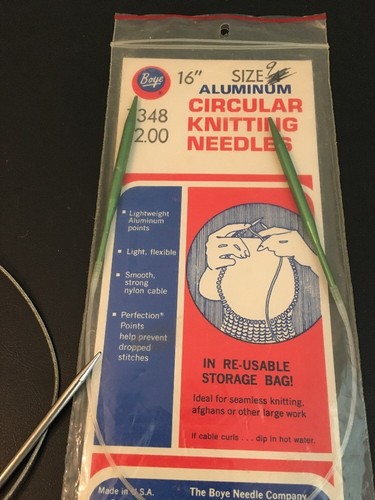 Boye
16" SIZE 9
ALUMINUM
348 CIRCULAR
2.00 KNITTING
NEEDLES
Lightweight
Aluminum
points
Light, flexible
Smooth,
strong
nylon cable
Perfection®
Points
help prevent
dropped
stitches
IN RE-USABLE
STORAGE BAG!
Ideal for seamless knitting,
afghans or other large work
If cable curls . . . dip in hot water.
Made in U.S.A.
The Boye Needle Company